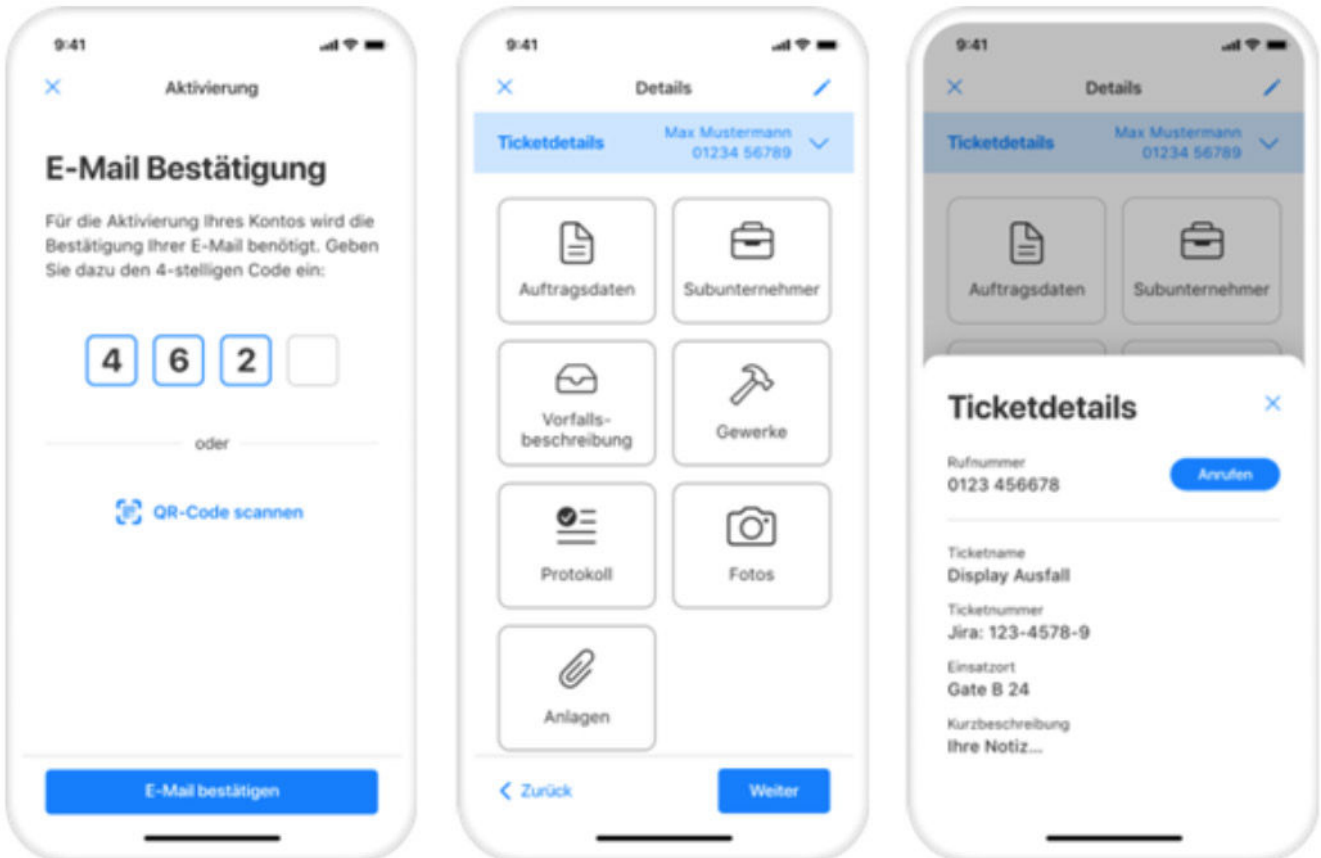 9:41
Aktivierung
E-Mail Bestätigung
Für die Aktivierung Ihres Kontos wird die
Bestätigung Ihrer E-Mail benötigt. Geben
Sie dazu den 4-stelligen Code ein:
4 6 2
oder
QR-Code scannen
E-Mail bestätigen
9:41
Details
Ticketdetails
Max Mustermann
01234 56789
Auftragsdaten
Subunternehmer
Vorfalls-
beschreibung
Gewerke
Protokoll
Fotos
Anlagen
Zurück
Weiter
9:41
Details
Ticketdetails
Max Mustermann
01234 56789
Auftragsdaten
Subunternehmer
Ticketdetails
Rufnummer
0123 456678
Anrufen
Ticketname
Display Ausfall
Ticketnummer
Jira: 123-4578-9
Einsatzort
Gate B 24
Kurzbeschreibung
Ihre Notiz...